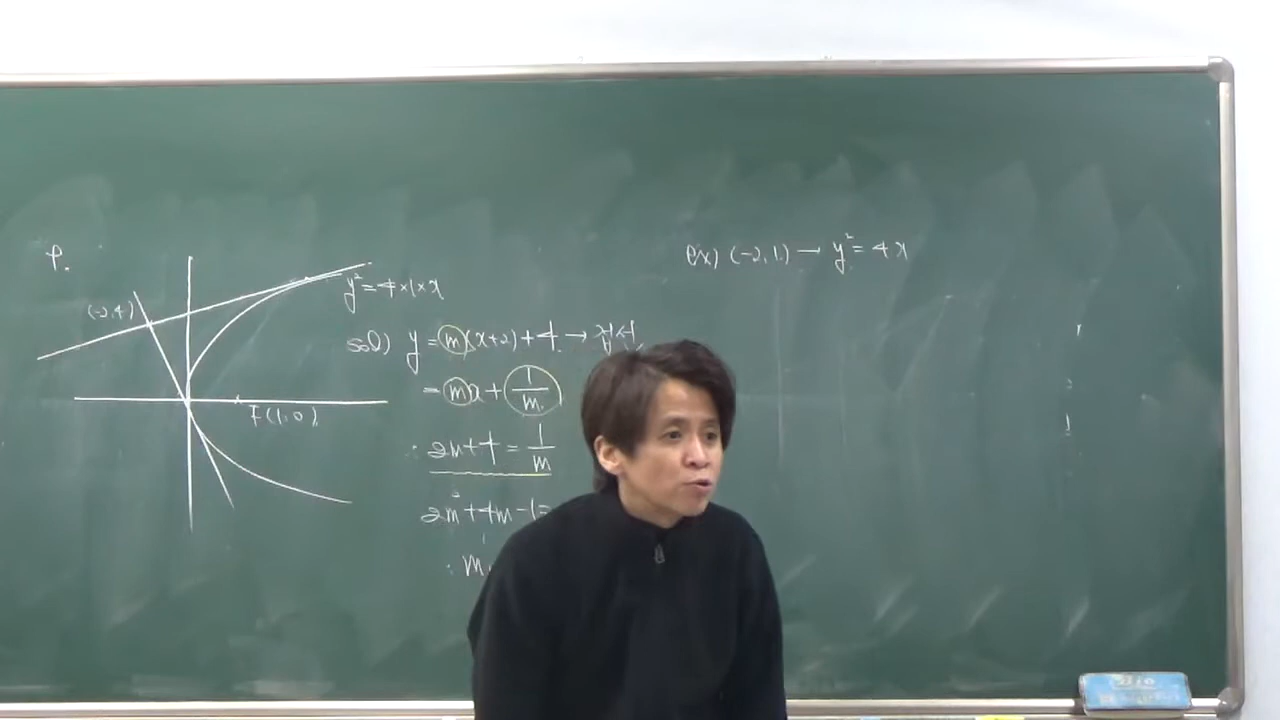 (-2,4)
F(1,0)
y²=4×1×x
sol) y=m(x+2)+4 → 접선
=mx+1/m
∴ 2m+4=1/m
2m²+4m-1=
∴ m
ex) (-2,1) → y²=4x